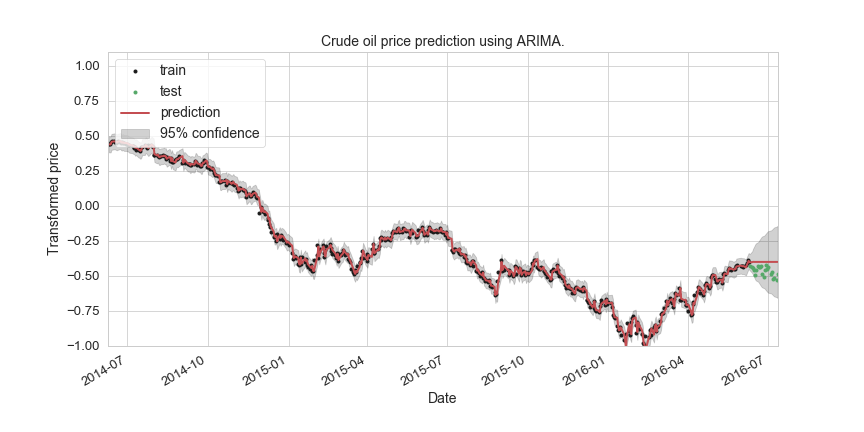 Crude oil price prediction using ARIMA.
1.00
0.75
0.50
0.25
0.00
−0.25
−0.50
−0.75
−1.00
Transformed price
train
test
prediction
95% confidence
2014-07
2014-10
2015-01
2015-04
2015-07
2015-10
2016-01
2016-04
2016-07
Date